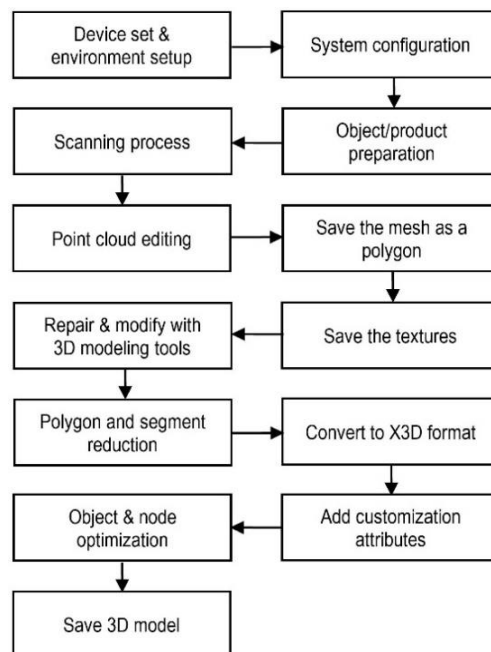 Device set &
environment setup
System configuration
Object/product
preparation
Scanning process
Point cloud editing
Save the mesh as a
polygon
Save the textures
Repair & modify with
3D modeling tools
Polygon and segment
reduction
Convert to X3D format
Add customization
attributes
Object & node
optimization
Save 3D model